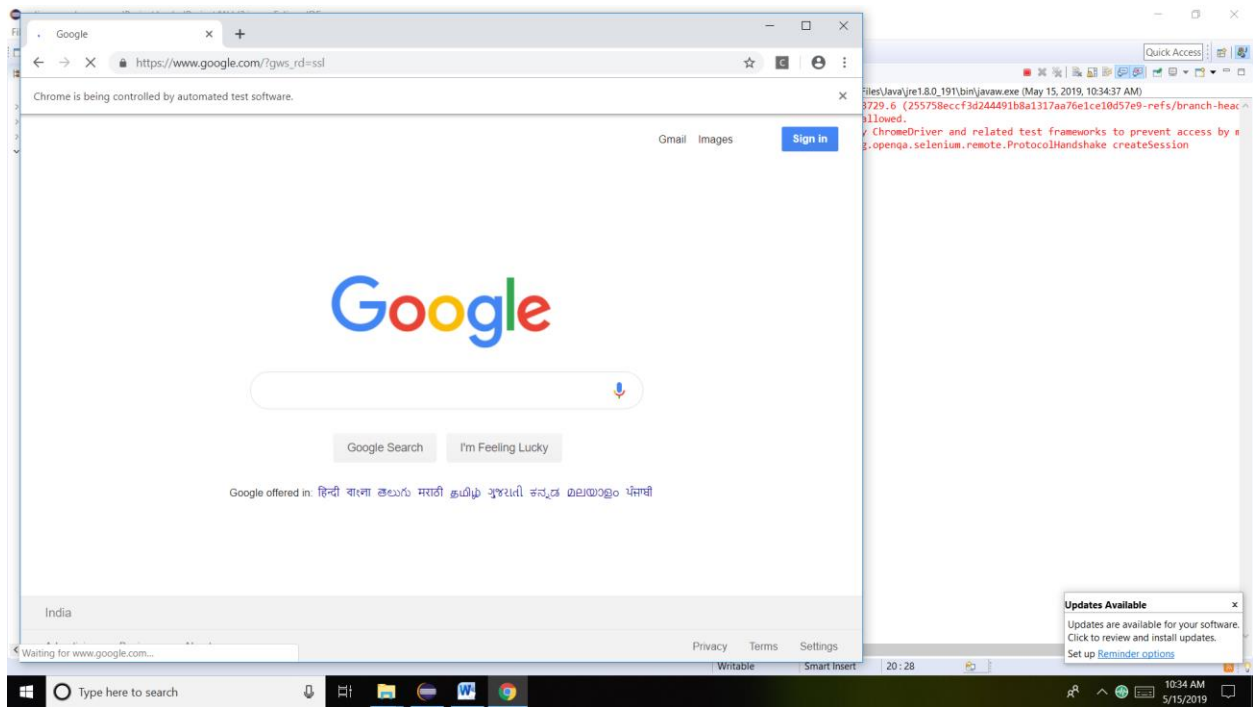 Google
https://www.google.com/?gws_rd=ssl
Chrome is being controlled by automated test software.
Gmail Images Sign in
Google
Google Search I'm Feeling Lucky
Google offered in: हिन्दी বাংলা తెలుగు मराठी தமிழ் ગુજરાતી ಕನ್ನಡ മലയാളം ਪੰਜਾਬੀ
India
Privacy Terms Settings
Waiting for www.google.com...
Quick Access
Files\Java\jre1.8.0_191\bin\javaw.exe (May 15, 2019, 10:34:37 AM)
3729.6 (255758eccf3d244491b8a1317aa76e1ce10d57e9-refs/branch-head
allowed.
ChromeDriver and related test frameworks to prevent access by
.openqa.selenium.remote.ProtocolHandshake createSession
Updates Available
Updates are available for your software.
Click to review and install updates.
Set up Reminder options
Writable Smart Insert 20 : 28
Type here to search
10:34 AM
5/15/2019